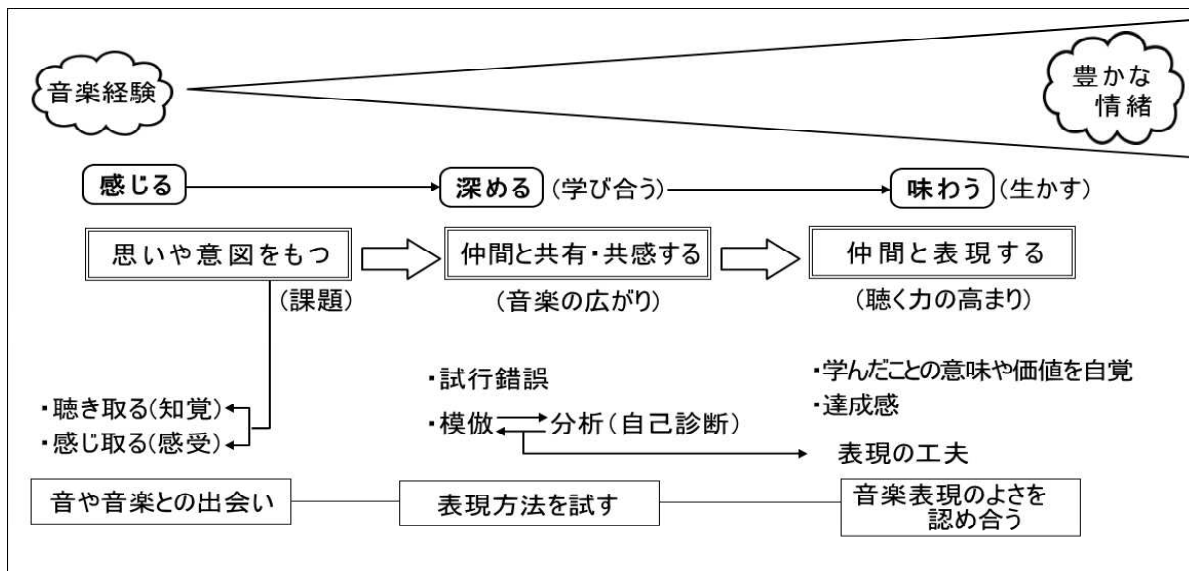 音楽経験
豊かな
情緒
感じる
深める (学び合う)
味わう (生かす)
思いや意図をもつ
仲間と共有・共感する
仲間と表現する
(課題)
(音楽の広がり)
(聴く力の高まり)
・聴き取る(知覚)
・感じ取る(感受)
・試行錯誤
・模倣 分析(自己診断)
・学んだことの意味や価値を自覚
・達成感
表現の工夫
音や音楽との出会い
表現方法を試す
音楽表現のよさを
認め合う